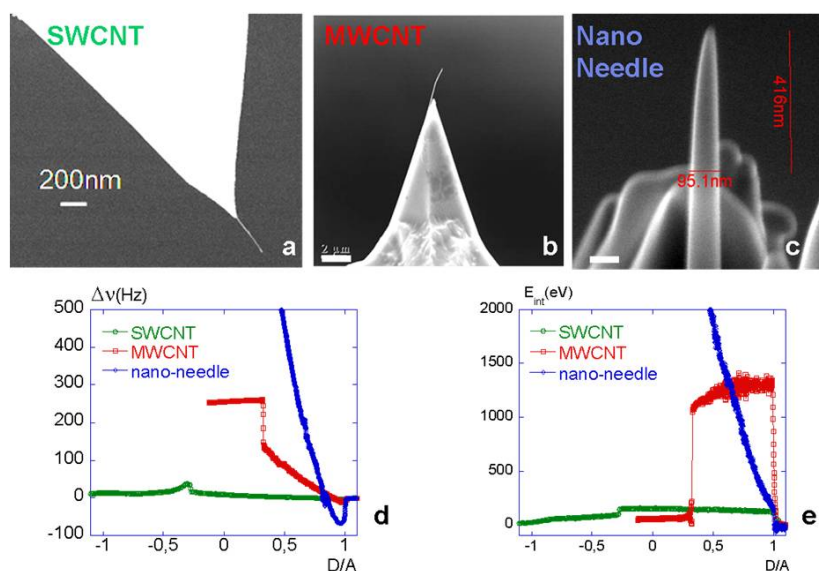 SWCNT
200nm
a
MWCNT
2 µm
b
Nano
Needle
416nm
95.1nm
c
Δν(Hz)
500
400
300
200
100
0
-100
SWCNT
MWCNT
nano-needle
-1
-0,5
0
0,5
1
D/A
d
E int (eV)
2000
1500
1000
500
0
SWCNT
MWCNT
nano-needle
-1
-0,5
0
0,5
1
D/A
e